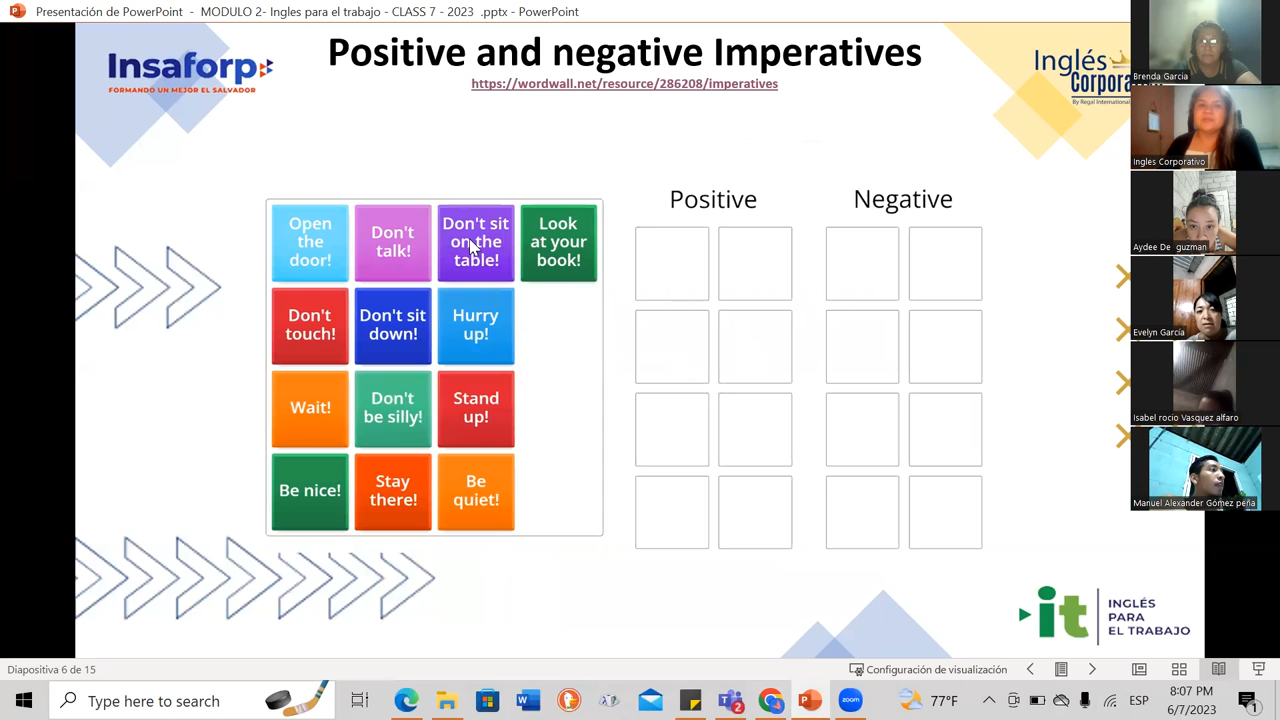 Presentación de PowerPoint - MODULO 2- Ingles para el trabajo - CLASS 7 - 2023 .pptx - PowerPoint
Insaforp
FORMANDO UN MEJOR EL SALVADOR
Positive and negative Imperatives
https://wordwall.net/resource/286208/imperatives
Inglés
Corporativo
By Regal International
Brenda Garcia
Ingles Corporativo
Aydee De guzman
Evelyn García
Isabel rocio Vasquez alfaro
Manuel Alexander Gómez peña
Positive
Negative
Open
the
door!
Don't
talk!
Don't sit
on the
table!
Look
at your
book!
Don't
touch!
Don't sit
down!
Hurry
up!
Wait!
Don't
be silly!
Stand
up!
Be nice!
Stay
there!
Be
quiet!
it
INGLÉS
PARA
EL TRABAJO
Diapositiva 6 de 15
Configuración de visualización
Type here to search
zoom
2
77°F
ESP
8:07 PM
6/7/2023
1